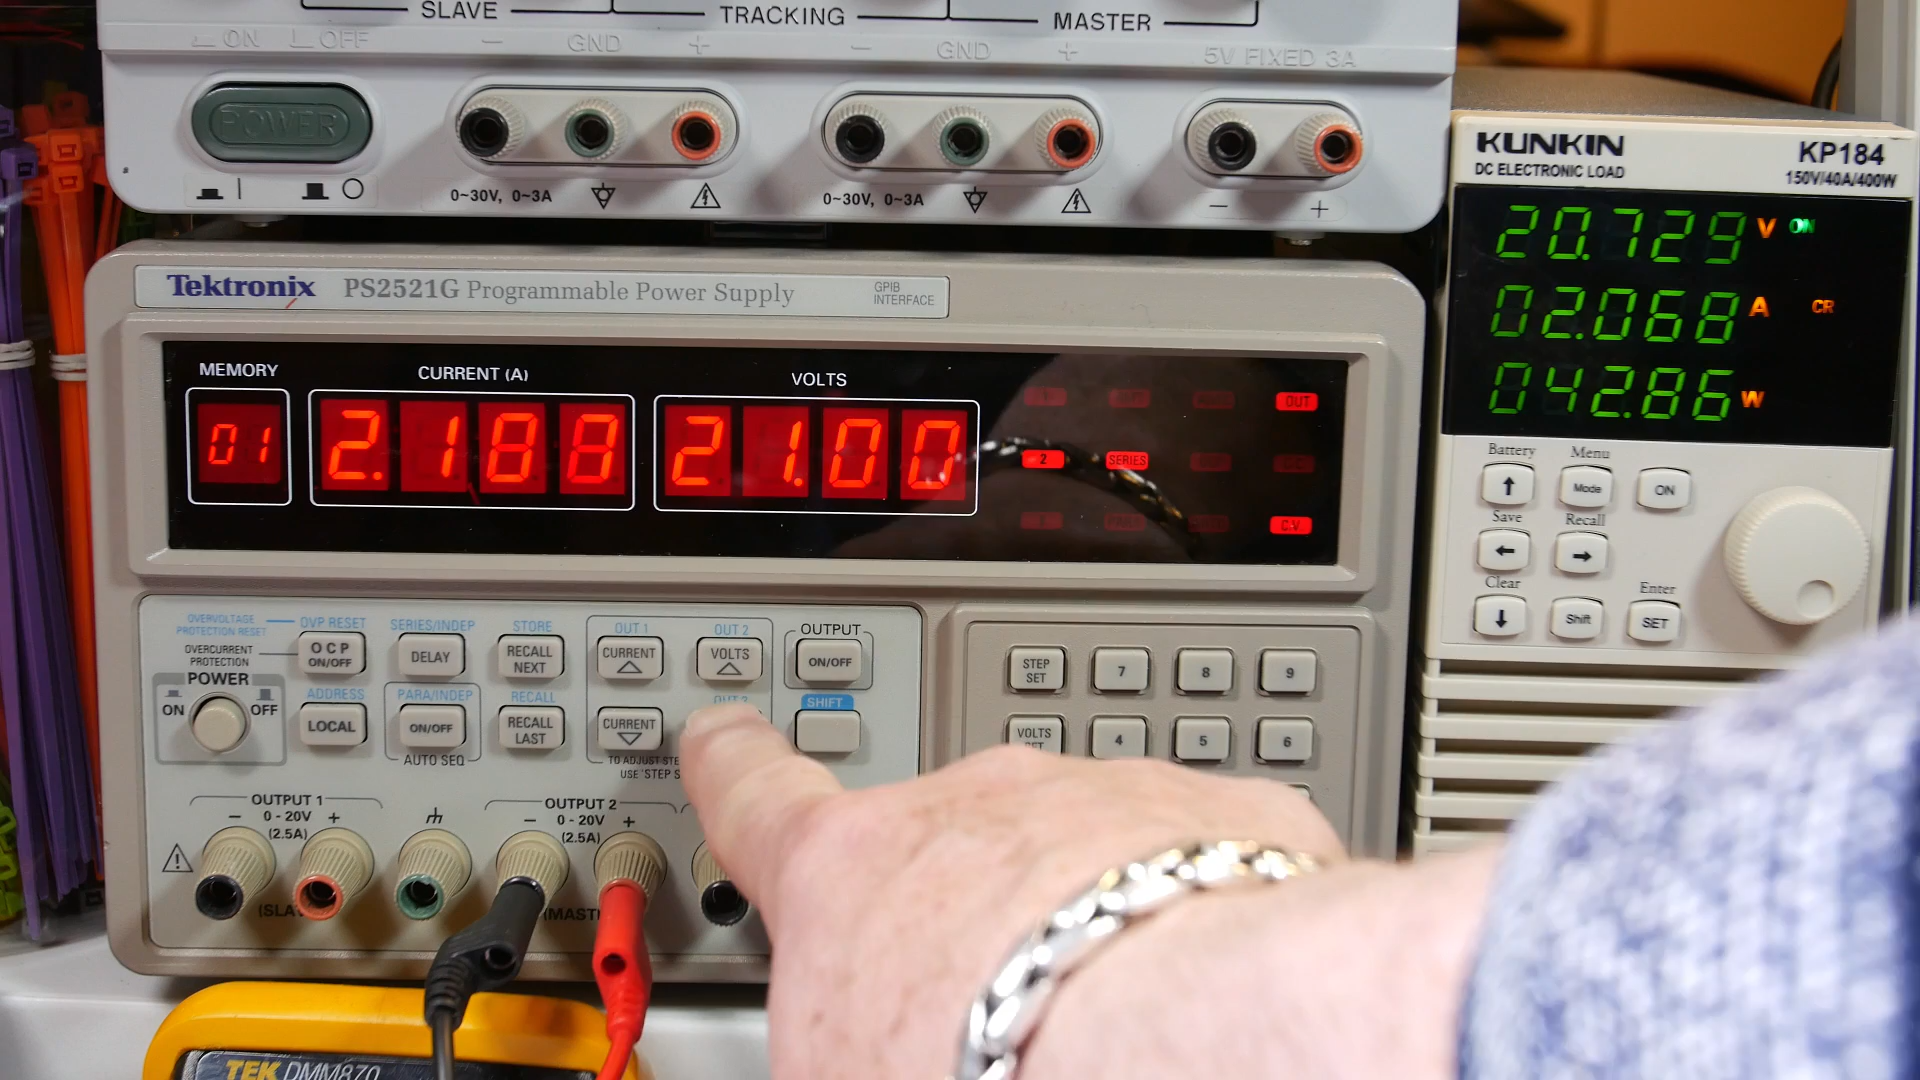 SLAVE TRACKING MASTER
ON OFF − GND + − GND + 5V FIXED 3A
POWER
0~30V, 0~3A 0~30V, 0~3A − +
KUNKIN
DC ELECTRONIC LOAD
KP184
150V/40A/400W
20.729 V ON
02.068 A CR
042.86 W
Battery Menu
Mode ON
Save Recall
Clear Enter
Shift SET
Tektronix PS2521G Programmable Power Supply
GPIB
INTERFACE
MEMORY CURRENT (A) VOLTS
01 2.188 21.00
OUT
2 SERIES
C.V
OVERVOLTAGE
PROTECTION RESET
OVP RESET SERIES/INDEP STORE OUT 1 OUT 2 OUTPUT
OVERCURRENT
PROTECTION
OCP
ON/OFF
DELAY
RECALL
NEXT
CURRENT
VOLTS
ON/OFF
POWER
ON OFF
ADDRESS PARA/INDEP RECALL SHIFT
LOCAL
ON/OFF
RECALL
LAST
CURRENT
AUTO SEQ
STEP
SET
7 8 9
VOLTS
4 5 6
OUTPUT 1
− 0 - 20V +
(2.5A)
OUTPUT 2
− 0 - 20V +
(2.5A)
TEK DMM870